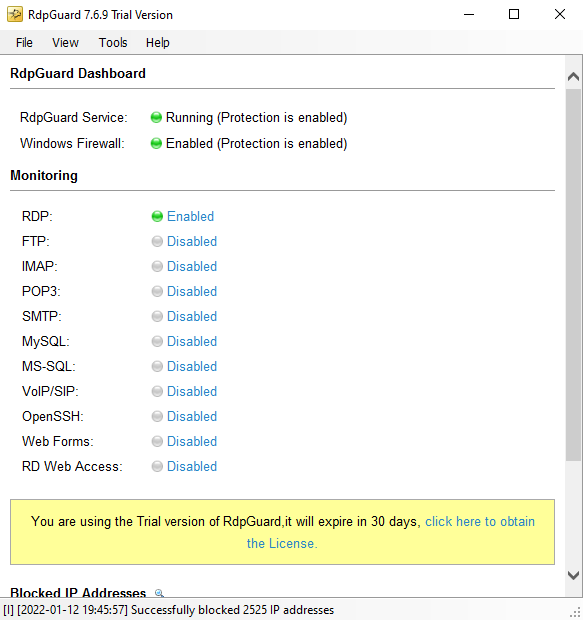 RdpGuard 7.6.9 Trial Version
File View Tools Help
RdpGuard Dashboard
RdpGuard Service: Running (Protection is enabled)
Windows Firewall: Enabled (Protection is enabled)
Monitoring
RDP: Enabled
FTP: Disabled
IMAP: Disabled
POP3: Disabled
SMTP: Disabled
MySQL: Disabled
MS-SQL: Disabled
VoIP/SIP: Disabled
OpenSSH: Disabled
Web Forms: Disabled
RD Web Access: Disabled
You are using the Trial version of RdpGuard,it will expire in 30 days, click here to obtain
the License.
Blocked IP Addresses
[I] [2022-01-12 19:45:57] Successfully blocked 2525 IP addresses